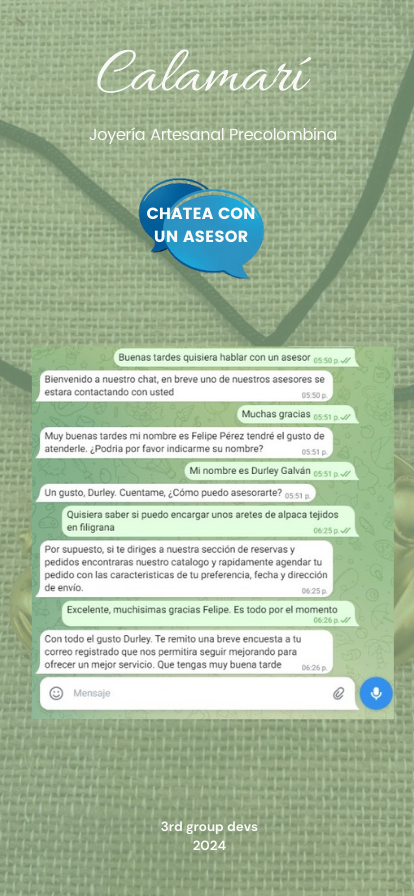 Calamarí
Joyería Artesanal Precolombina
CHATEA CON
UN ASESOR
Buenas tardes quisiera hablar con un asesor 05:50 p.
Bienvenido a nuestro chat, en breve uno de nuestros asesores se
estara contactando con usted 05:50 p.
Muchas gracias 05:51 p.
Muy buenas tardes mi nombre es Felipe Pérez tendré el gusto de
atenderle. ¿Podria por favor indicarme su nombre? 05:51 p.
Mi nombre es Durley Galván 05:51 p.
Un gusto, Durley. Cuentame, ¿Cómo puedo asesorarte? 05:51 p.
Quisiera saber si puedo encargar unos aretes de alpaca tejidos
en filigrana 06:25 p.
Por supuesto, si te diriges a nuestra sección de reservas y
pedidos encontraras nuestro catalogo y rapidamente agendar tu
pedido con las caracteristicas de tu preferencia, fecha y dirección
de envío. 06:25 p.
Excelente, muchisimas gracias Felipe. Es todo por el momento
06:26 p.
Con todo el gusto Durley. Te remito una breve encuesta a tu
correo registrado que nos permitira seguir mejorando para
ofrecer un mejor servicio. Que tengas muy buena tarde 06:26 p.
Mensaje
3rd group devs
2024